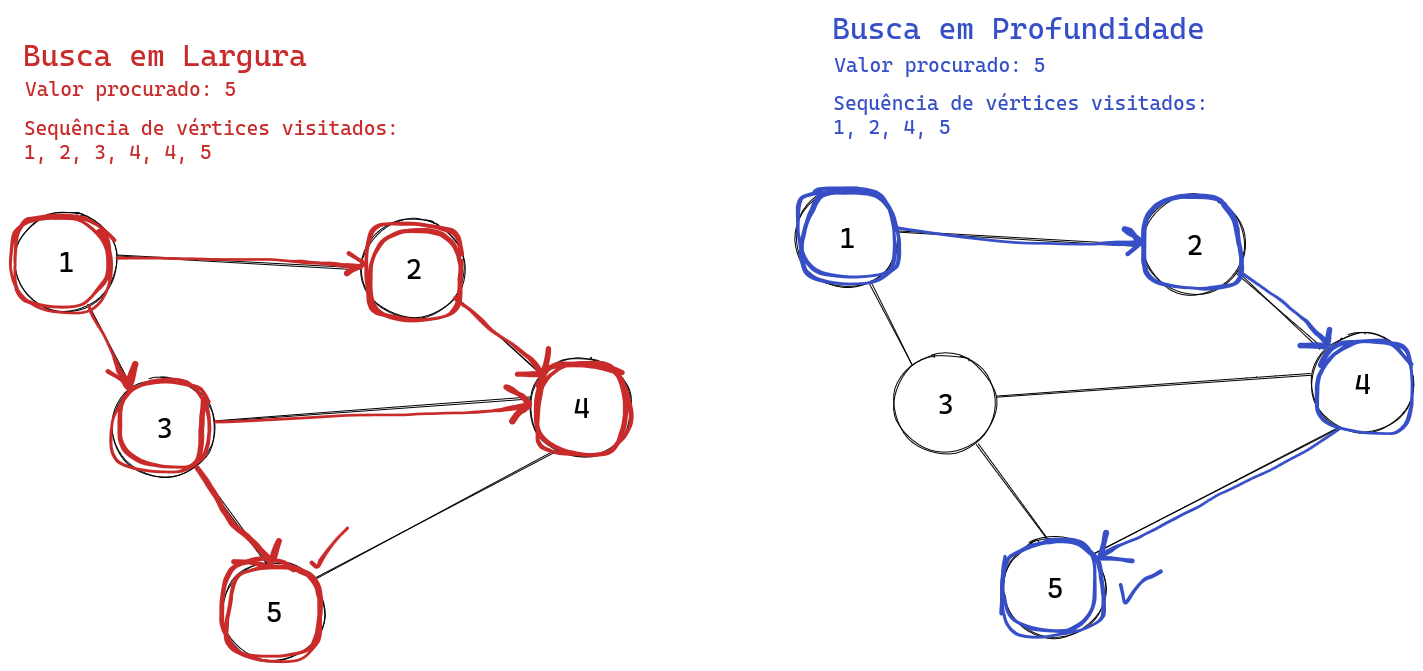 Busca em Largura
Valor procurado: 5
Sequência de vértices visitados:
1, 2, 3, 4, 4, 5
1
2
3
4
5
Busca em Profundidade
Valor procurado: 5
Sequência de vértices visitados:
1, 2, 4, 5
1
2
3
4
5